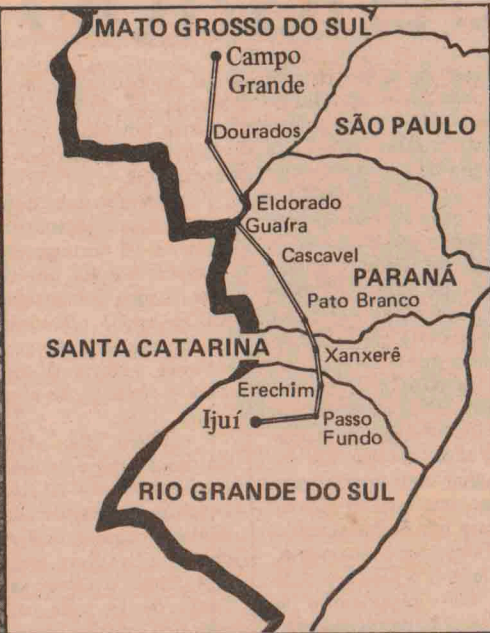 MATO GROSSO DO SUL
Campo
Grande
Dourados
SÃO PAULO
Eldorado
Guaíra
Cascavel
PARANÁ
Pato Branco
SANTA CATARINA
Xanxerê
Erechim
Ijuí
Passo
Fundo
RIO GRANDE DO SUL